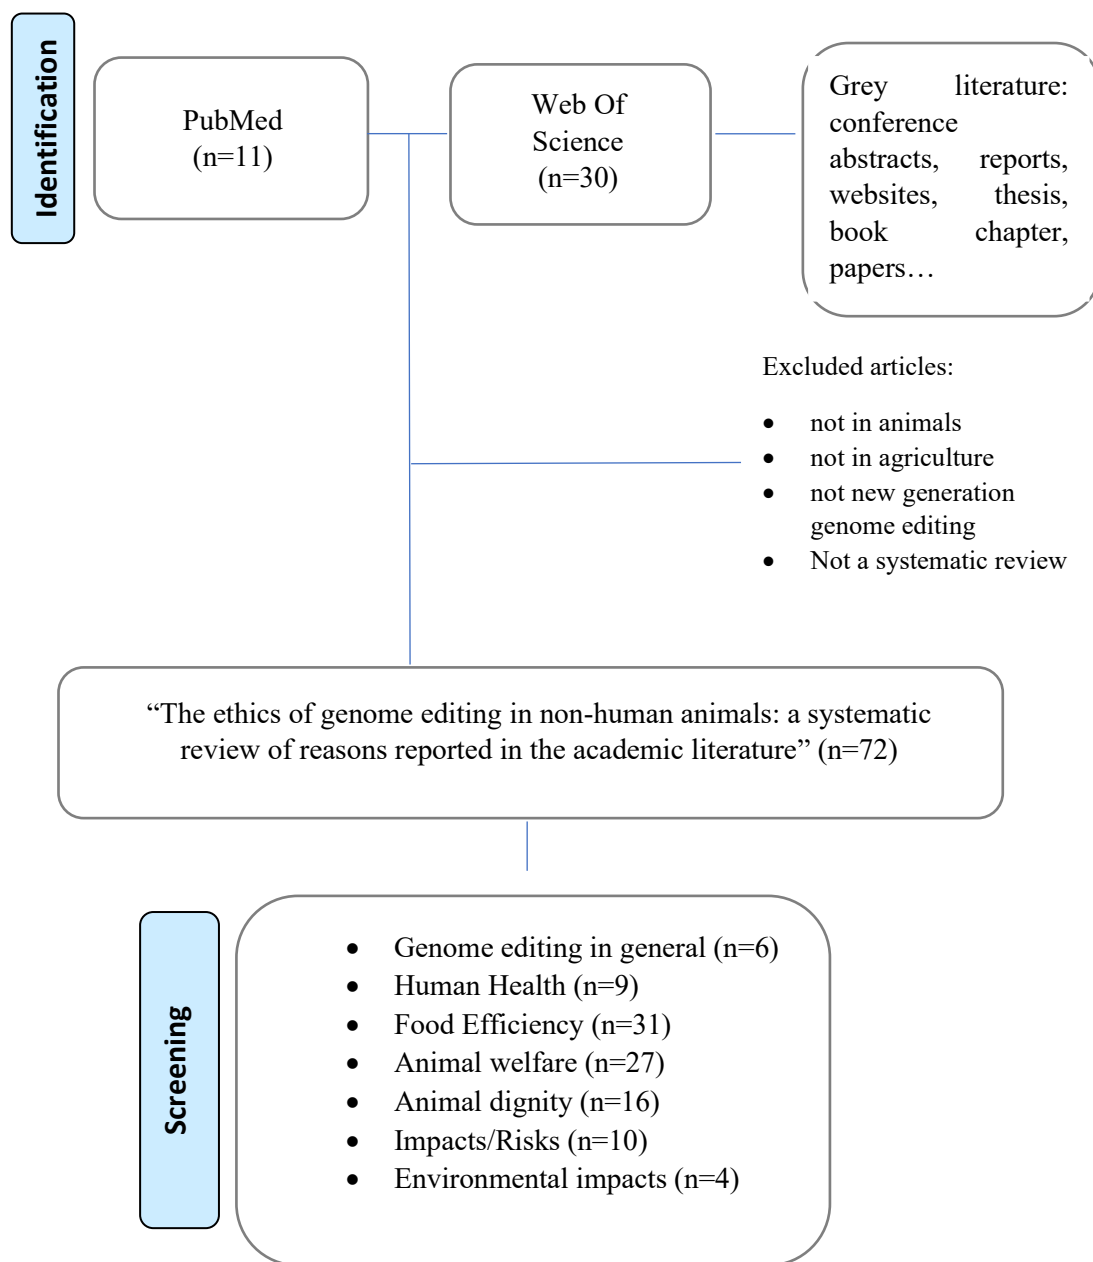 Identification
PubMed
(n=11)
Web Of
Science
(n=30)
Grey literature:
conference
abstracts, reports,
websites, thesis,
book chapter,
papers…
Excluded articles:
• not in animals
• not in agriculture
• not new generation
genome editing
• Not a systematic review
“The ethics of genome editing in non-human animals: a systematic
review of reasons reported in the academic literature” (n=72)
Screening
• Genome editing in general (n=6)
• Human Health (n=9)
• Food Efficiency (n=31)
• Animal welfare (n=27)
• Animal dignity (n=16)
• Impacts/Risks (n=10)
• Environmental impacts (n=4)